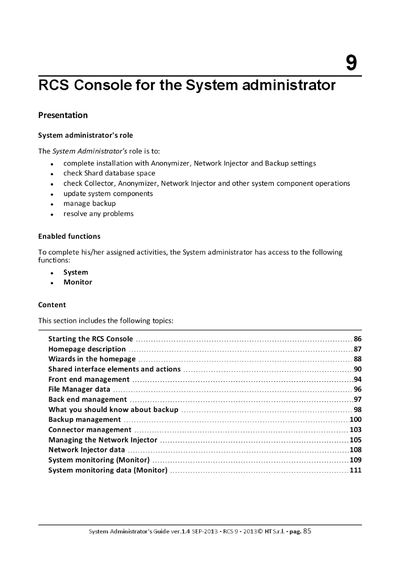 9
RCS Console for the System administrator
Presentation
System administrator's role
The System Administrator's role is to:
• complete installation with Anonymizer, Network Injector and Backup settings
• check Shard database space
• check Collector, Anonymizer, Network Injector and other system component operations
• update system components
• manage backup
• resolve any problems
Enabled functions
To complete his/her assigned activities, the System administrator has access to the following
functions:
• System
• Monitor
Content
This section includes the following topics:
Starting the RCS Console 86
Homepage description 87
Wizards in the homepage 88
Shared interface elements and actions 90
Front end management 94
File Manager data 96
Back end management 97
What you should know about backup 98
Backup management 100
Connector management 103
Managing the Network Injector 105
Network Injector data 108
System monitoring (Monitor) 109
System monitoring data (Monitor) 111
System Administrator's Guide ver.1.4 SEP-2013 - RCS 9 - 2013© HT S.r.l. - pag. 85